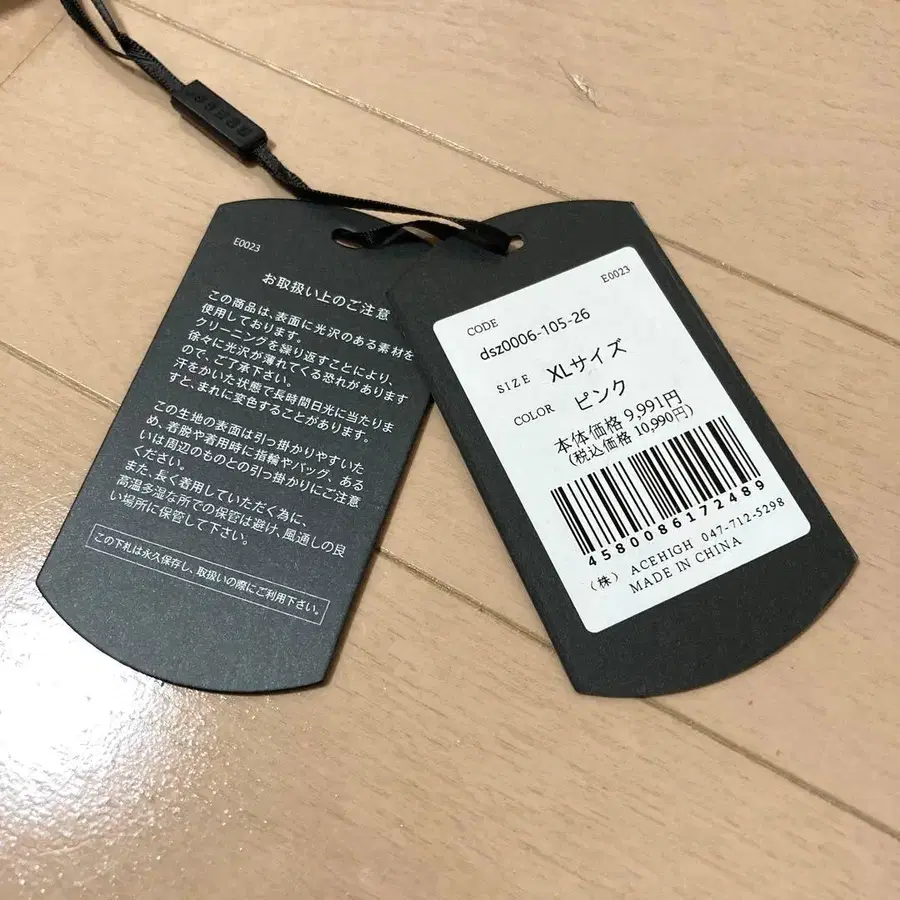 E0023
お取扱い上のご注意
この商品は、表面に光沢のある素材を
使用しております。
クリーニングを繰り返すことにより、
徐々に光沢が薄れてくる恐れがあります
ので、ご了承下さい。
汗をかいた状態で長時間日光に当たりま
すと、まれに変色することがあります。
この生地の表面は引っ掛かりやすいた
め、着脱や着用時に指輪やバッグ、ある
いは周辺のものとの引っ掛かりにご注意
ください。
また、長く着用していただく為に、
高温多湿な所での保管は避け、風通しの良
い場所に保管して下さい。
この下札は永久保存し、取扱いの際にご利用下さい。
E0023
CODE
dsz0006-105-26
SIZE XLサイズ
COLOR ピンク
本体価格 9,991円
(税込価格 10,990円)
4580086172489
(株) ACEHIGH 047-712-5298
MADE IN CHINA